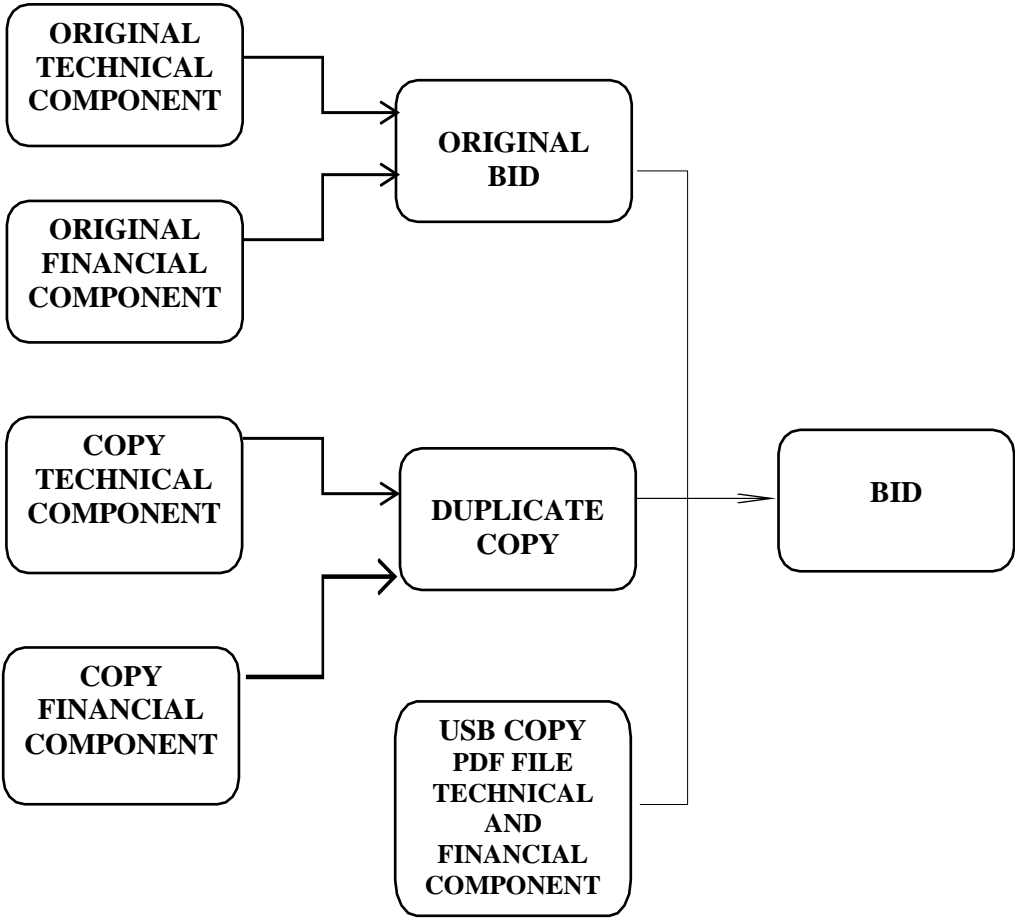 ORIGINAL
TECHNICAL
COMPONENT
ORIGINAL
FINANCIAL
COMPONENT
ORIGINAL
BID
COPY
TECHNICAL
COMPONENT
COPY
FINANCIAL
COMPONENT
DUPLICATE
COPY
USB COPY
PDF FILE
TECHNICAL
AND
FINANCIAL
COMPONENT
BID